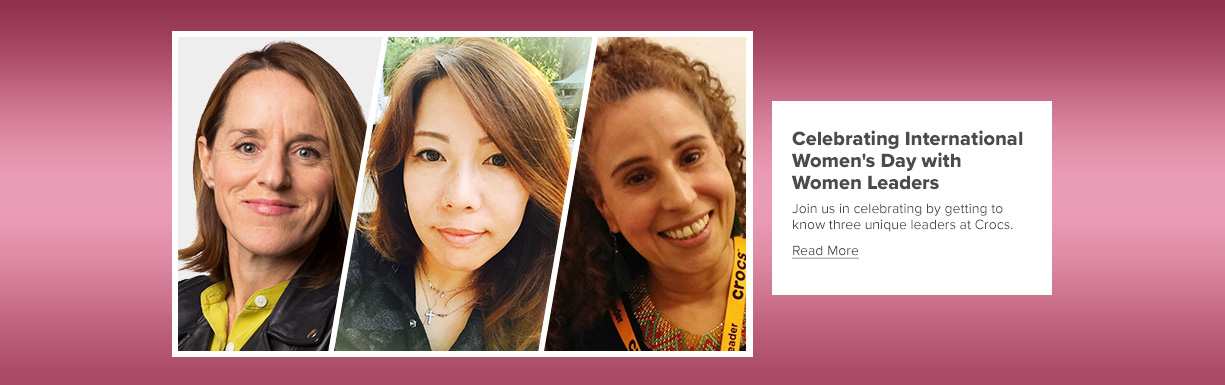 Celebrating International
Women's Day with
Women Leaders
Join us in celebrating by getting to
know three unique leaders at Crocs.
Read More
crocs
eader